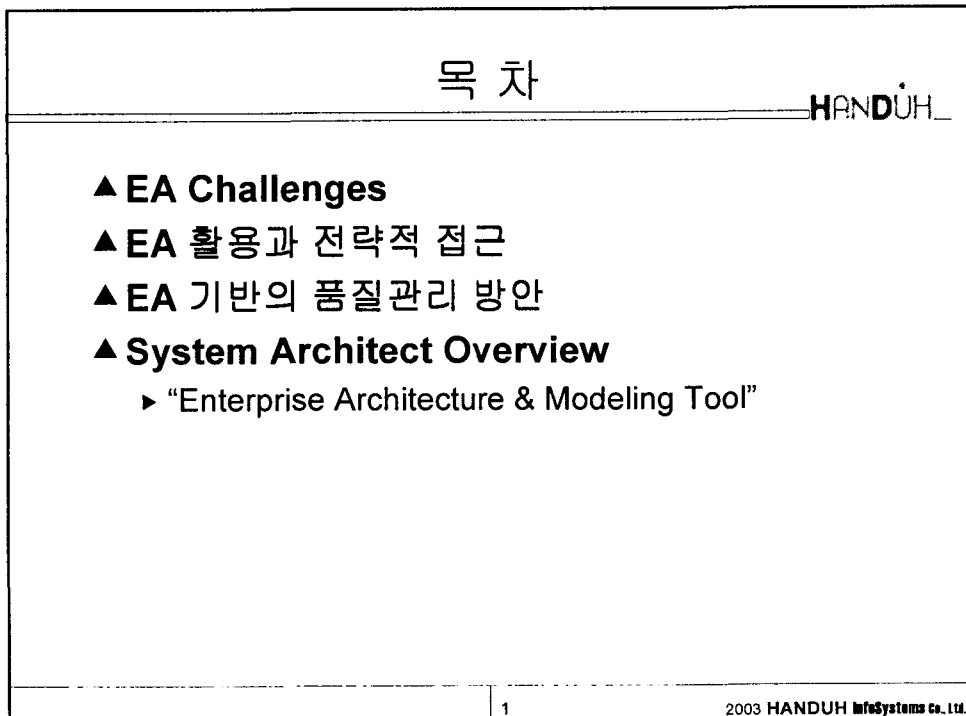 목 차
HANDUH
▲ EA Challenges
▲ EA 활용과 전략적 접근
▲ EA 기반의 품질관리 방안
▲ System Architect Overview
▶ “Enterprise Architecture & Modeling Tool”
1
2003 HANDUH InfoSystems Co., Ltd.